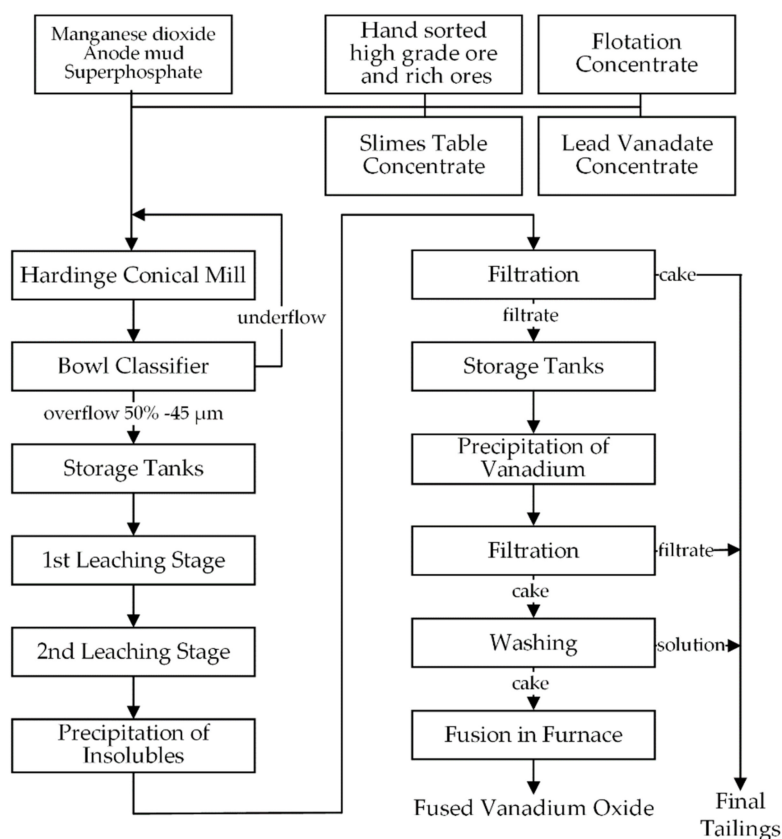 Manganese dioxide
Anode mud
Superphosphate
Hand sorted
high grade ore
and rich ores
Flotation
Concentrate
Slimes Table
Concentrate
Lead Vanadate
Concentrate
Hardinge Conical Mill
underflow
Bowl Classifier
overflow 50% -45 µm
Storage Tanks
1st Leaching Stage
2nd Leaching Stage
Precipitation of
Insolubles
Filtration
cake
filtrate
Storage Tanks
Precipitation of
Vanadium
Filtration
filtrate
cake
Washing
solution
cake
Fusion in Furnace
Fused Vanadium Oxide
Final
Tailings